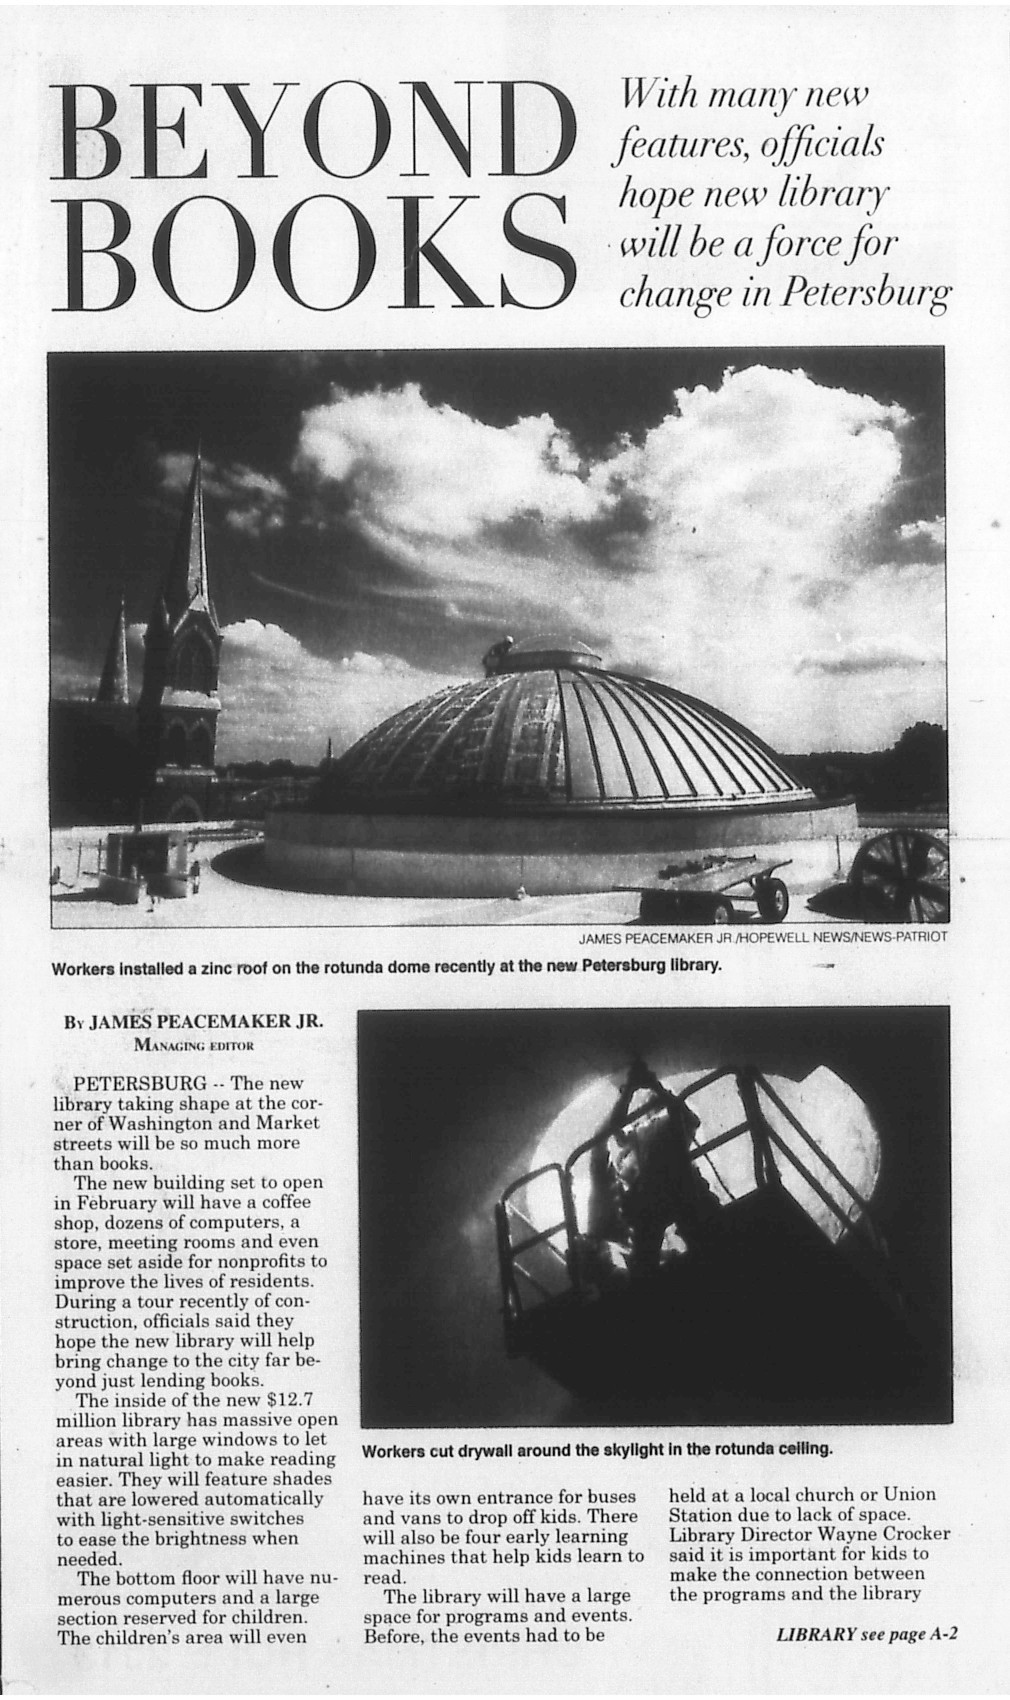 BEYOND
BOOKS
With many new
features, officials
hope new library
will be a force for
change in Petersburg
JAMES PEACEMAKER JR./HOPEWELL NEWS/NEWS-PATRIOT
Workers installed a zinc roof on the rotunda dome recently at the new Petersburg library.
By JAMES PEACEMAKER JR.
Managing editor
PETERSBURG -- The new
library taking shape at the cor-
ner of Washington and Market
streets will be so much more
than books.
The new building set to open
in February will have a coffee
shop, dozens of computers, a
store, meeting rooms and even
space set aside for nonprofits to
improve the lives of residents.
During a tour recently of con-
struction, officials said they
hope the new library will help
bring change to the city far be-
yond just lending books.
The inside of the new $12.7
million library has massive open
areas with large windows to let
in natural light to make reading
easier. They will feature shades
that are lowered automatically
with light-sensitive switches
to ease the brightness when
needed.
The bottom floor will have nu-
merous computers and a large
section reserved for children.
The children's area will even
Workers cut drywall around the skylight in the rotunda ceiling.
have its own entrance for buses
and vans to drop off kids. There
will also be four early learning
machines that help kids learn to
read.
The library will have a large
space for programs and events.
Before, the events had to be
held at a local church or Union
Station due to lack of space.
Library Director Wayne Crocker
said it is important for kids to
make the connection between
the programs and the library
LIBRARY see page A-2